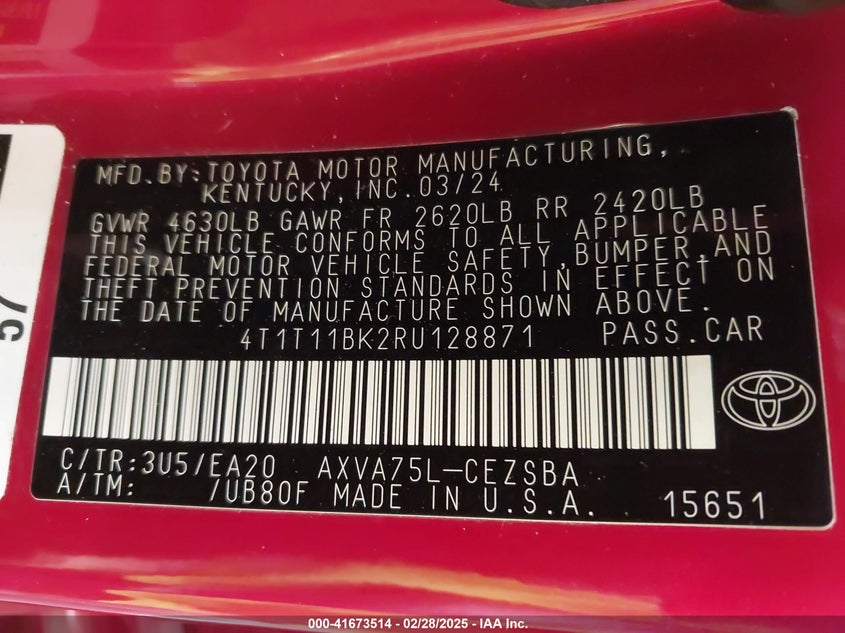 MFD.BY:TOYOTA MOTOR MANUFACTURING,
KENTUCKY,INC.03/24
GVWR 4630LB GAWR FR 2620LB RR 2420LB
THIS VEHICLE CONFORMS TO ALL APPLICABLE
FEDERAL MOTOR VEHICLE SAFETY,BUMPER,AND
THEFT PREVENTION STANDARDS IN EFFECT ON
THE DATE OF MANUFACTURE SHOWN ABOVE.
4T1T11BK2RU128871 PASS.CAR
C/TR:3U5/EA20 AXVA75L-CEZSBA
A/TM: /UB80F MADE IN U.S.A. 15651
7c
000-41673514 / 02/28/2025 - IAA Inc.